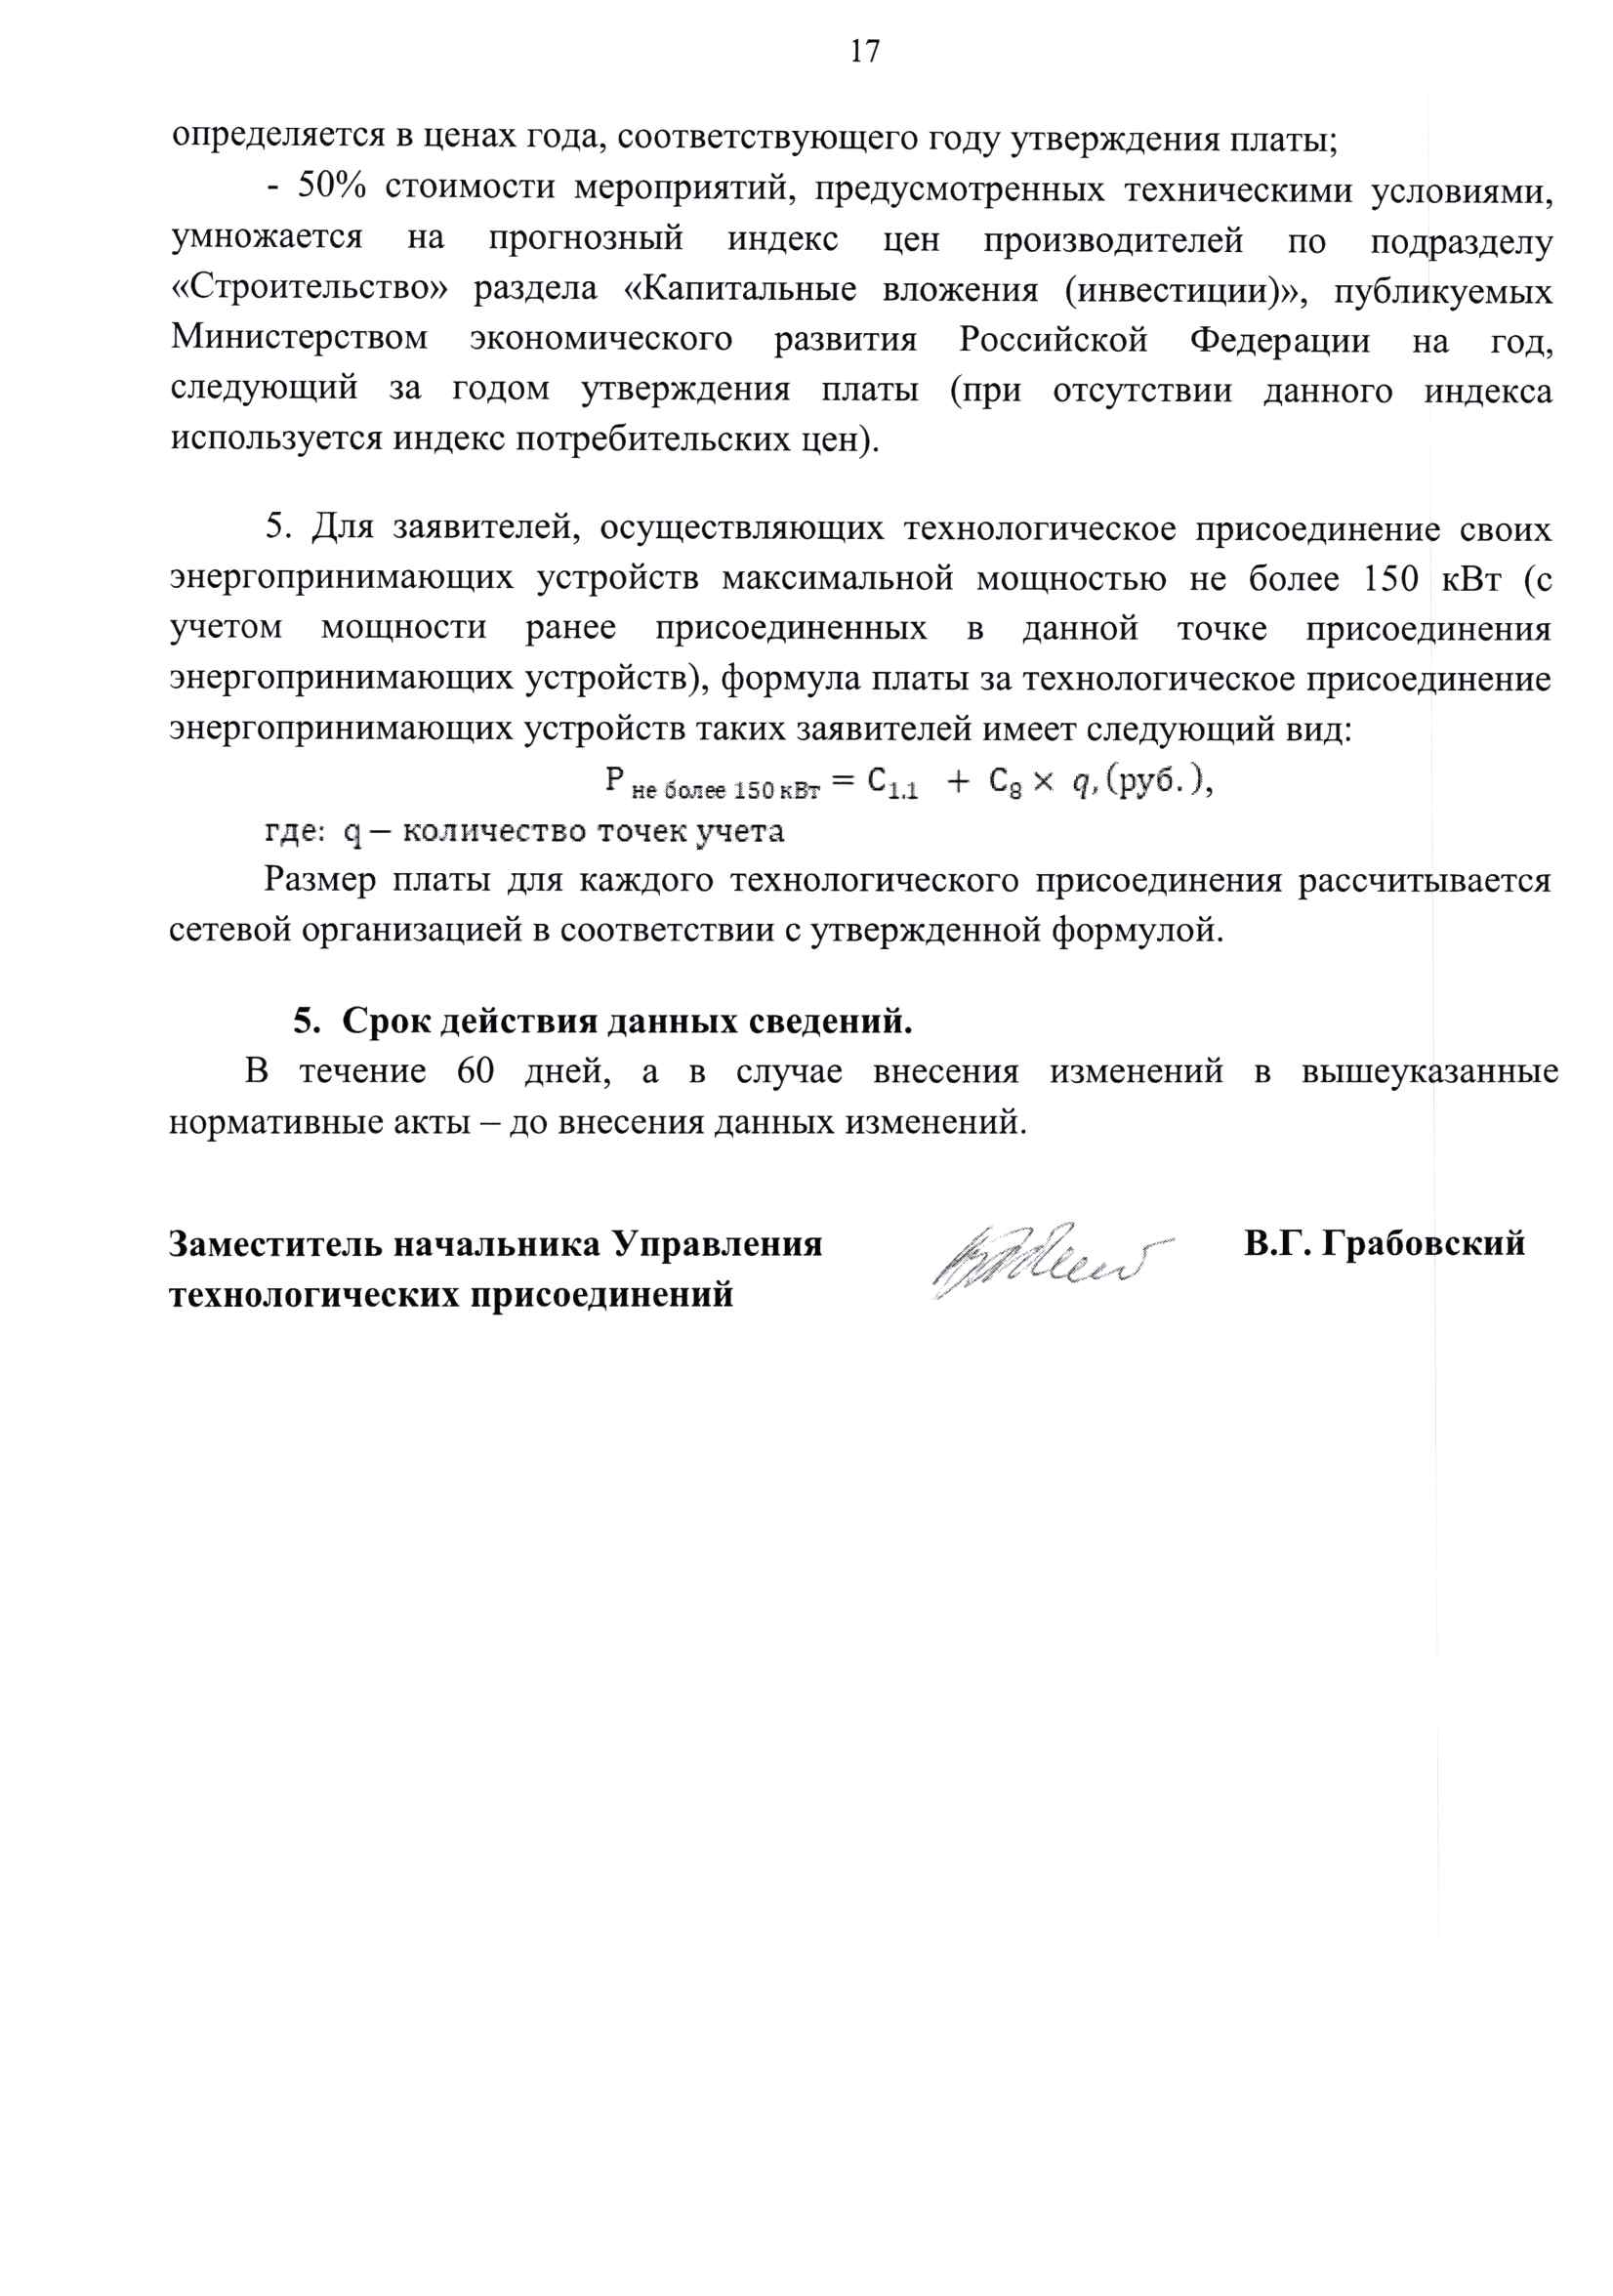 17
определяется в ценах года, соответствующего году утверждения платы;
- 50% стоимости мероприятий, предусмотренных техническими условиями,
умножается на прогнозный индекс цен производителей по подразделу
«Строительство» раздела «Капитальные вложения (инвестиции)», публикуемых
Министерством экономического развития Российской Федерации на год,
следующий за годом утверждения платы (при отсутствии данного индекса
используется индекс потребительских цен).
5. Для заявителей, осуществляющих технологическое присоединение своих
энергопринимающих устройств максимальной мощностью не более 150 кВт (с
учетом мощности ранее присоединенных в данной точке присоединения
энергопринимающих устройств), формула платы за технологическое присоединение
энергопринимающих устройств таких заявителей имеет следующий вид:
P не более 150 кВт = C1.1 + C8 × q, (руб.),
где: q – количество точек учета
Размер платы для каждого технологического присоединения рассчитывается
сетевой организацией в соответствии с утвержденной формулой.
5. Срок действия данных сведений.
В течение 60 дней, а в случае внесения изменений в вышеуказанные
нормативные акты – до внесения данных изменений.
Заместитель начальника Управления В.Г. Грабовский
технологических присоединений